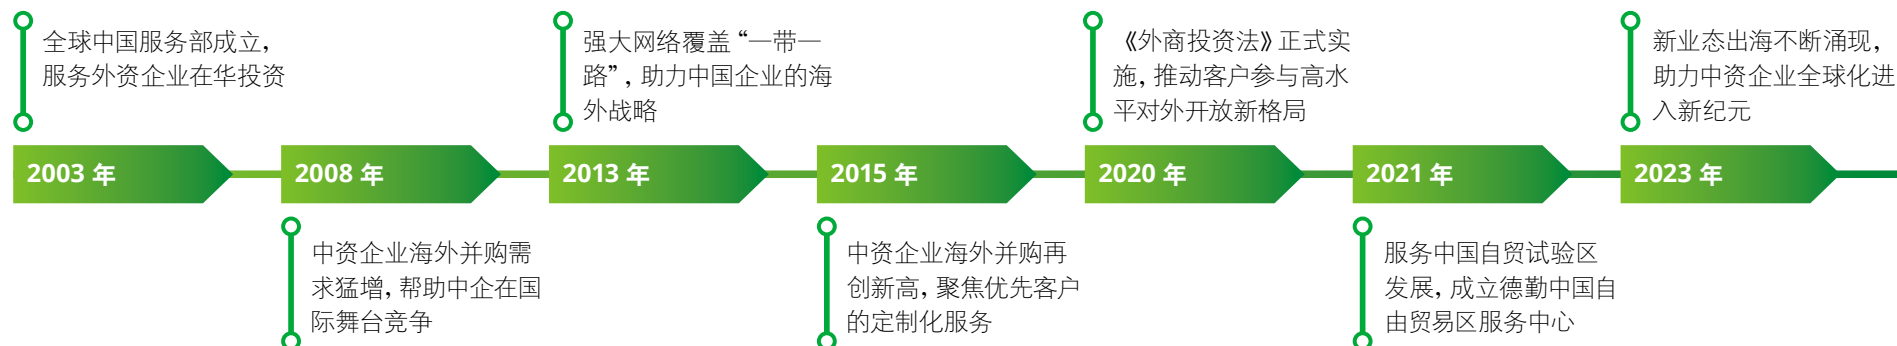 全球中国服务部成立，
服务外资企业在华投资
强大网络覆盖“一带一
路”，助力中国企业的海
外战略
《外商投资法》正式实
施，推动客户参与高水
平对外开放新格局
新业态出海不断涌现，
助力中资企业全球化进
入新纪元
2003 年
2008 年
2013 年
2015 年
2020 年
2021 年
2023 年
中资企业海外并购需
求猛增，帮助中企在国
际舞台竞争
中资企业海外并购再
创新高，聚焦优先客户
的定制化服务
服务中国自贸试验区
发展，成立德勤中国自
由贸易区服务中心